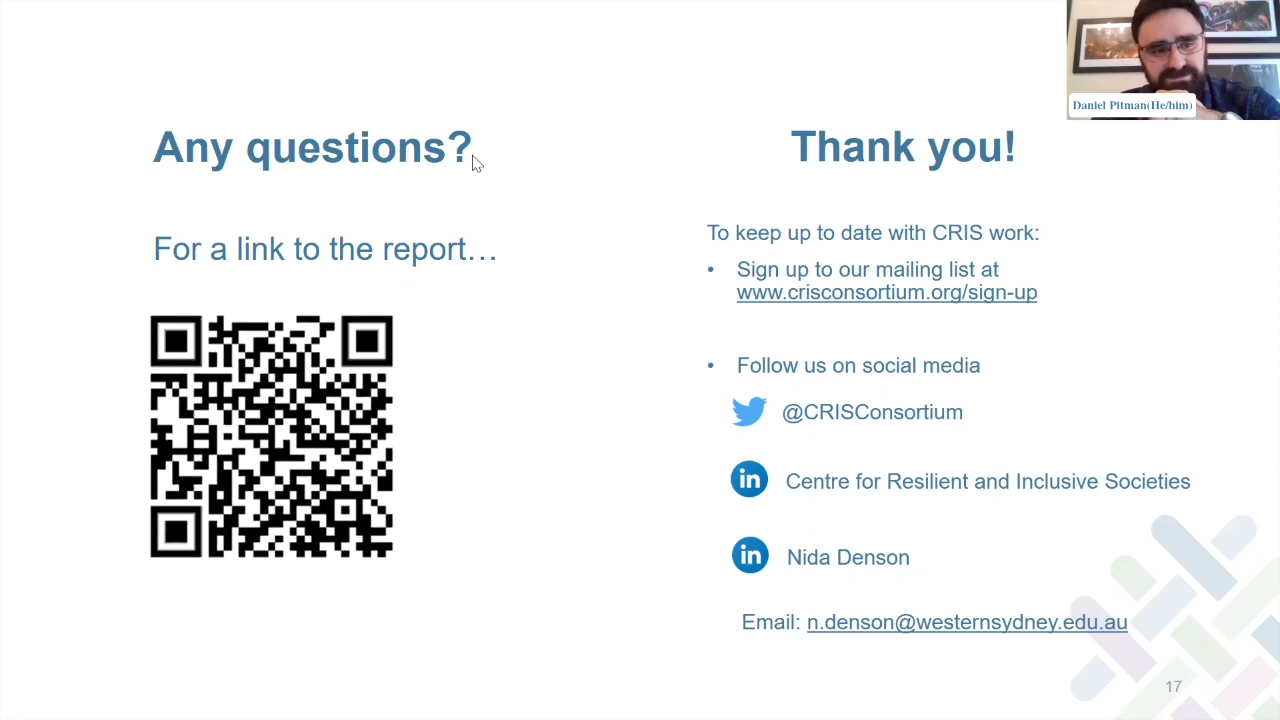 Daniel Pitman(He/him)
Any questions?
For a link to the report…
Thank you!
To keep up to date with CRIS work:
• Sign up to our mailing list at
www.crisconsortium.org/sign-up
• Follow us on social media
@CRISConsortium
in Centre for Resilient and Inclusive Societies
in Nida Denson
Email: n.denson@westernsydney.edu.au
17